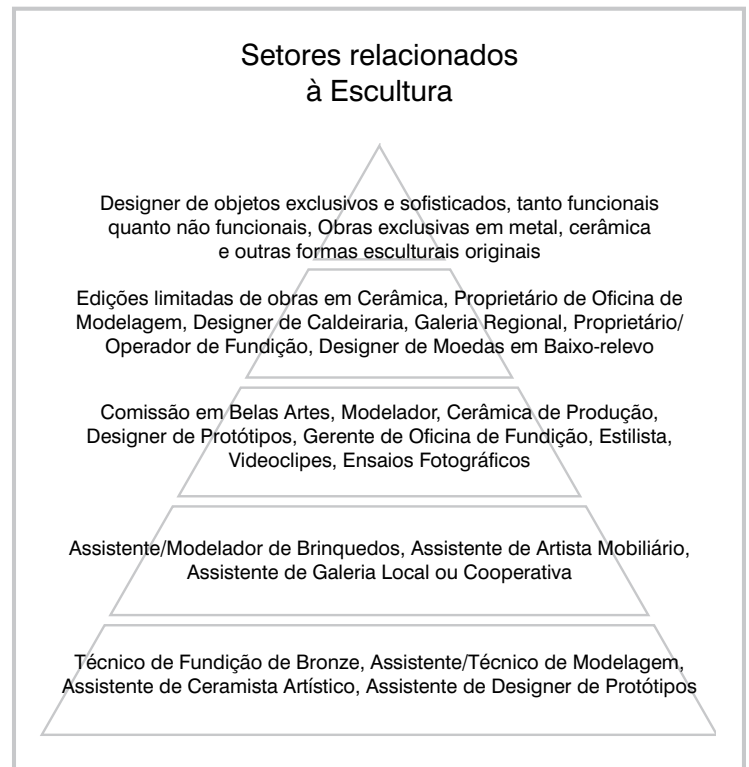 Setores relacionados
à Escultura
Designer de objetos exclusivos e sofisticados, tanto funcionais
quanto não funcionais, Obras exclusivas em metal, cerâmica
e outras formas esculturais originais
Edições limitadas de obras em Cerâmica, Proprietário de Oficina de
Modelagem, Designer de Caldeiraria, Galeria Regional, Proprietário/
Operador de Fundição, Designer de Moedas em Baixo-relevo
Comissão em Belas Artes, Modelador, Cerâmica de Produção,
Designer de Protótipos, Gerente de Oficina de Fundição, Estilista,
Videoclipes, Ensaios Fotográficos
Assistente/Modelador de Brinquedos, Assistente de Artista Mobiliário,
Assistente de Galeria Local ou Cooperativa
Técnico de Fundição de Bronze, Assistente/Técnico de Modelagem,
Assistente de Ceramista Artístico, Assistente de Designer de Protótipos